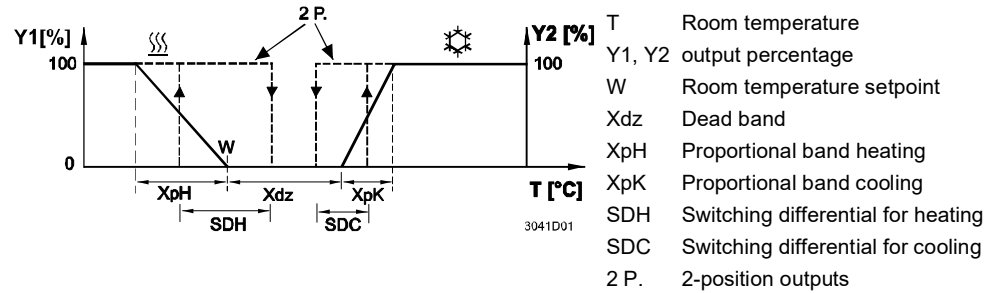 2 P.
Y1[%]
Y2 [%]
100
100
W
0
XpH
Xdz
XpK
T [°C]
SDH
SDC
3041D01
T Room temperature
Y1, Y2 output percentage
W Room temperature setpoint
Xdz Dead band
XpH Proportional band heating
XpK Proportional band cooling
SDH Switching differential for heating
SDC Switching differential for cooling
2 P. 2-position outputs